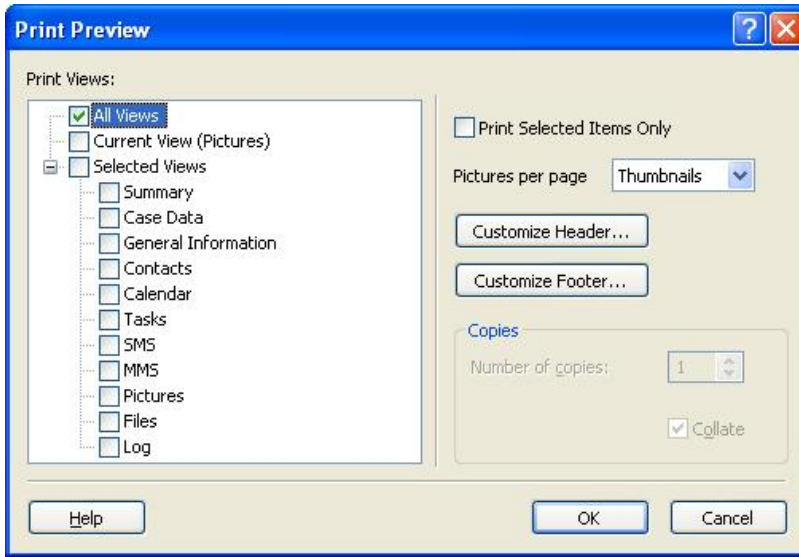 Print Preview
Print Views:
All Views
Current View (Pictures)
Selected Views
Summary
Case Data
General Information
Contacts
Calendar
Tasks
SMS
MMS
Pictures
Files
Log
Print Selected Items Only
Pictures per page Thumbnails
Customize Header...
Customize Footer...
Copies
Number of copies: 1
Collate
Help OK Cancel